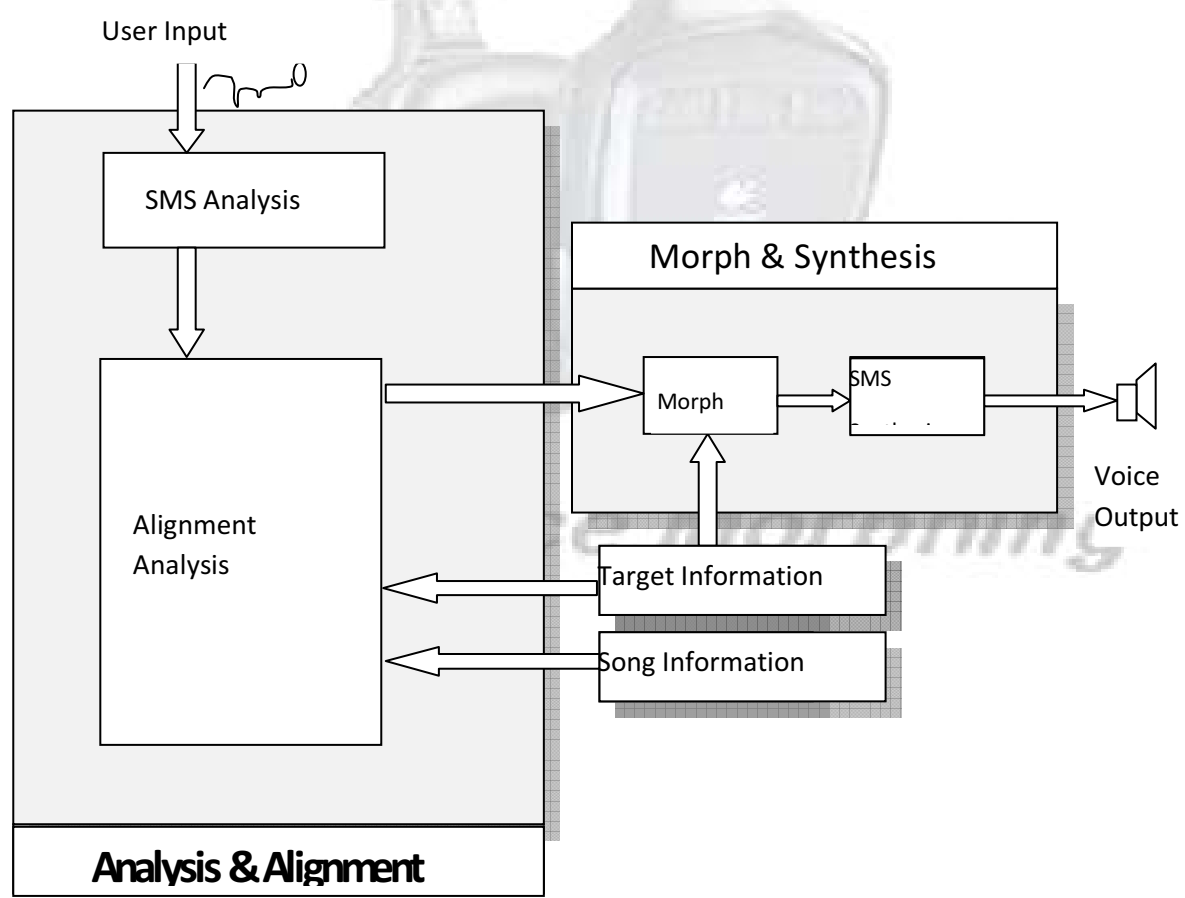 User Input
SMS Analysis
Morph & Synthesis
SMS
Morph
Voice
Output
Alignment
Analysis
Target Information
Song Information
Analysis & Alignment